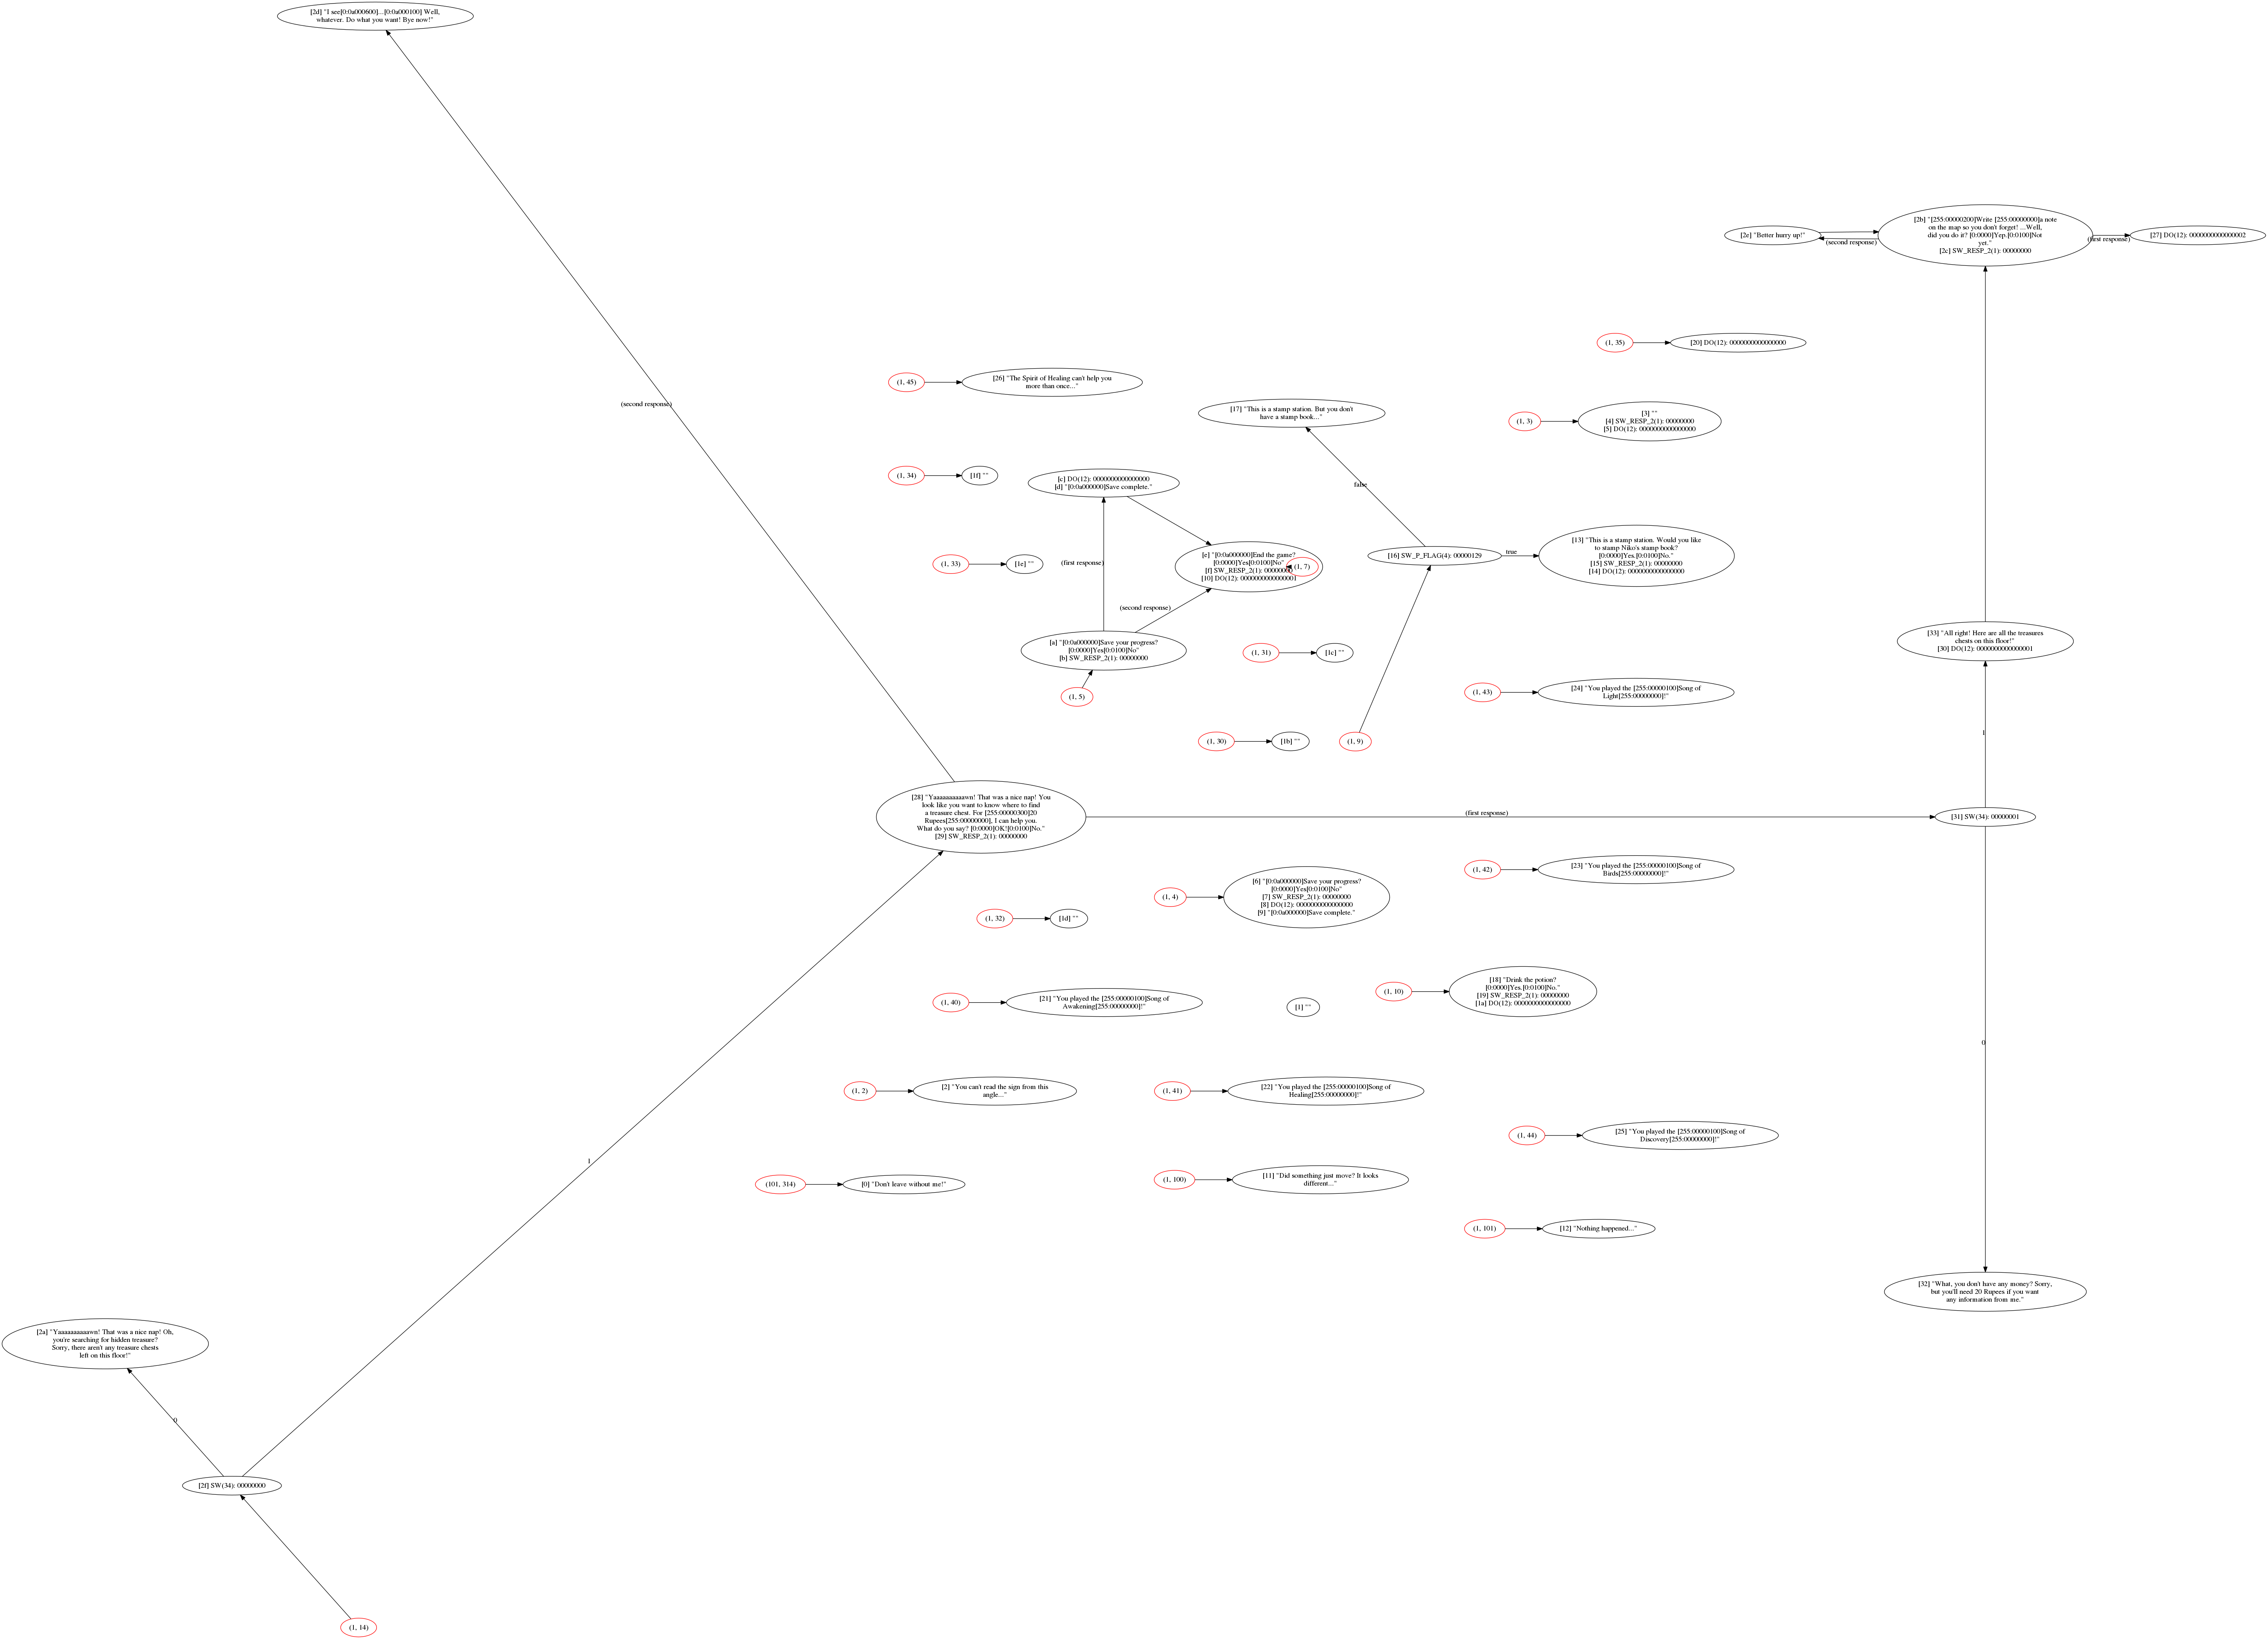 [2d] "I see[0:0a000600]...[0:0a000100] Well,
whatever. Do what you want! Bye now!"
[2b] "[255:00000200]Write [255:00000000]a note
on the map so you don't forget! ...Well,
did you do it? [0:0000]Yep.[0:0100]Not
yet."
[2c] SW_RESP_2(1): 00000000
[2e] "Better hurry up!"
(second response)
(first response)
[27] DO(12): 0000000000000002
(1, 35)
[20] DO(12): 0000000000000000
(1, 45)
[26] "The Spirit of Healing can't help you
more than once..."
(second response)
[17] "This is a stamp station. But you don't
have a stamp book..."
(1, 3)
[3] ""
[4] SW_RESP_2(1): 00000000
[5] DO(12): 0000000000000000
(1, 34)
[1f] ""
[c] DO(12): 0000000000000000
[d] "[0:0a000000]Save complete."
false
(1, 33)
[1e] ""
(first response)
[e] "[0:0a000000]End the game?
[0:0000]Yes[0:0100]No"
[f] SW_RESP_2(1): 00000000
[10] DO(12): 0000000000000001
(1, 7)
[16] SW_P_FLAG(4): 00000129
true
[13] "This is a stamp station. Would you like
to stamp Niko's stamp book?
[0:0000]Yes.[0:0100]No."
[15] SW_RESP_2(1): 00000000
[14] DO(12): 0000000000000000
(second response)
[a] "[0:0a000000]Save your progress?
[0:0000]Yes[0:0100]No"
[b] SW_RESP_2(1): 00000000
(1, 31)
[1c] ""
[33] "All right! Here are all the treasures
chests on this floor!"
[30] DO(12): 0000000000000001
(1, 5)
(1, 43)
[24] "You played the [255:00000100]Song of
Light[255:00000000]!"
(1, 30)
[1b] ""
(1, 9)
1
[28] "Yaaaaaaaaaawn! That was a nice nap! You
look like you want to know where to find
a treasure chest. For [255:00000300]20
Rupees[255:00000000], I can help you.
What do you say? [0:0000]OK![0:0100]No."
[29] SW_RESP_2(1): 00000000
(first response)
[31] SW(34): 00000001
(1, 42)
[23] "You played the [255:00000100]Song of
Birds[255:00000000]!"
(1, 4)
[6] "[0:0a000000]Save your progress?
[0:0000]Yes[0:0100]No"
[7] SW_RESP_2(1): 00000000
[8] DO(12): 0000000000000000
[9] "[0:0a000000]Save complete."
(1, 32)
[1d] ""
(1, 40)
[21] "You played the [255:00000100]Song of
Awakening[255:00000000]!"
[1] ""
(1, 10)
[18] "Drink the potion?
[0:0000]Yes.[0:0100]No."
[19] SW_RESP_2(1): 00000000
[1a] DO(12): 0000000000000000
0
(1, 2)
[2] "You can't read the sign from this
angle..."
(1, 41)
[22] "You played the [255:00000100]Song of
Healing[255:00000000]!"
(1, 44)
[25] "You played the [255:00000100]Song of
Discovery[255:00000000]!"
1
(101, 314)
[0] "Don't leave without me!"
(1, 100)
[11] "Did something just move? It looks
different..."
(1, 101)
[12] "Nothing happened..."
[32] "What, you don't have any money? Sorry,
but you'll need 20 Rupees if you want
any information from me."
[2a] "Yaaaaaaaaaawn! That was a nice nap! Oh,
you're searching for hidden treasure?
Sorry, there aren't any treasure chests
left on this floor!"
0
[2f] SW(34): 00000000
(1, 14)